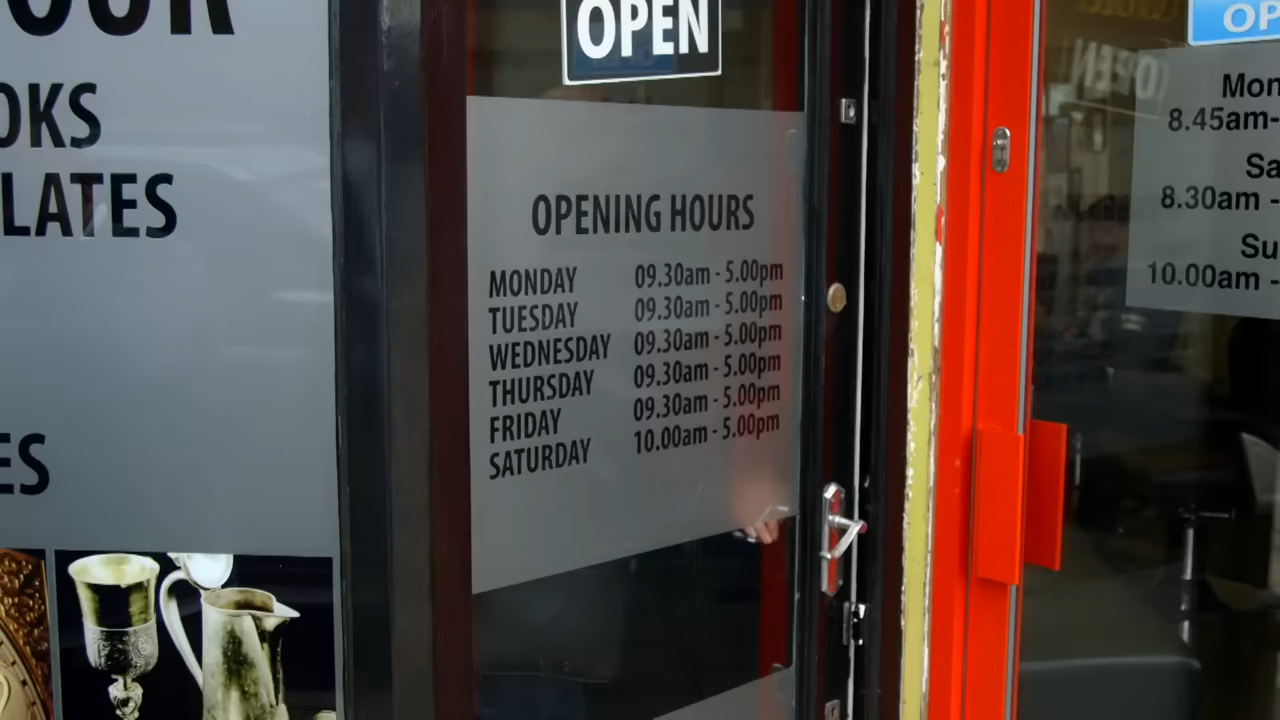 OKS
LATES
ES
OPEN
OPENING HOURS
MONDAY 09.30am - 5.00pm
TUESDAY 09.30am - 5.00pm
WEDNESDAY 09.30am - 5.00pm
THURSDAY 09.30am - 5.00pm
FRIDAY 09.30am - 5.00pm
SATURDAY 10.00am - 5.00pm
OP
Mon
8.45am-
Sa
8.30am -
Su
10.00am -